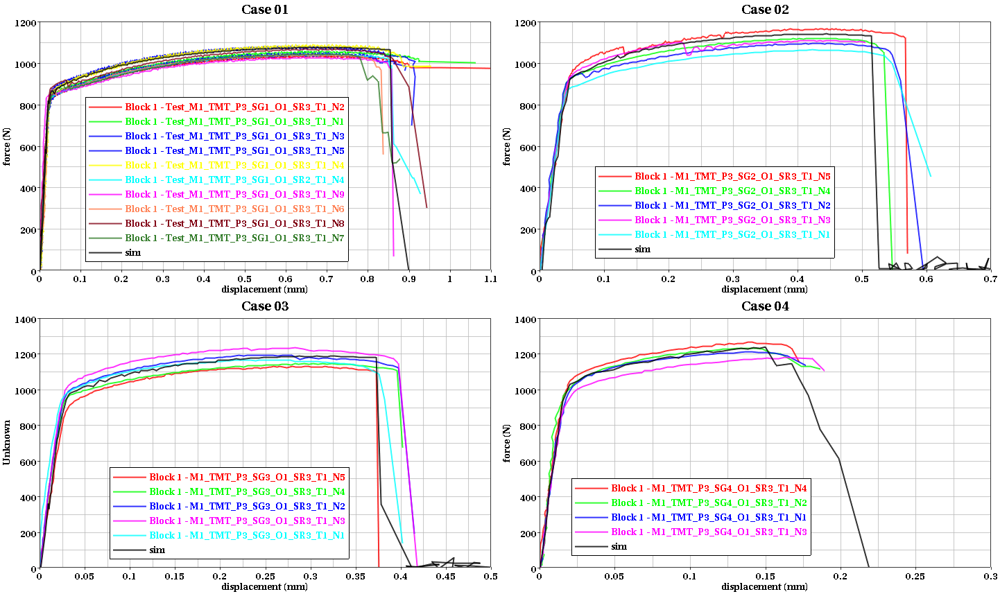 Case 01
1200
1000
800
600
400
200
0
force (N)
Block 1 - Test_M1_TMT_P3_SG1_O1_SR3_T1_N2
Block 1 - Test_M1_TMT_P3_SG1_O1_SR3_T1_N1
Block 1 - Test_M1_TMT_P3_SG1_O1_SR3_T1_N3
Block 1 - Test_M1_TMT_P3_SG1_O1_SR3_T1_N5
Block 1 - Test_M1_TMT_P3_SG1_O1_SR3_T1_N4
Block 1 - Test_M1_TMT_P3_SG1_O1_SR2_T1_N4
Block 1 - Test_M1_TMT_P3_SG1_O1_SR3_T1_N9
Block 1 - Test_M1_TMT_P3_SG1_O1_SR3_T1_N6
Block 1 - Test_M1_TMT_P3_SG1_O1_SR3_T1_N8
Block 1 - Test_M1_TMT_P3_SG1_O1_SR3_T1_N7
sim
0 0.1 0.2 0.3 0.4 0.5 0.6 0.7 0.8 0.9 1 1.1
displacement (mm)
Case 02
1200
1000
800
600
400
200
0
force (N)
Block 1 - M1_TMT_P3_SG2_O1_SR3_T1_N5
Block 1 - M1_TMT_P3_SG2_O1_SR3_T1_N4
Block 1 - M1_TMT_P3_SG2_O1_SR3_T1_N2
Block 1 - M1_TMT_P3_SG2_O1_SR3_T1_N3
Block 1 - M1_TMT_P3_SG2_O1_SR3_T1_N1
sim
0 0.1 0.2 0.3 0.4 0.5 0.6 0.7
displacement (mm)
Case 03
1400
1200
1000
800
600
400
200
0
Unknown
Block 1 - M1_TMT_P3_SG3_O1_SR3_T1_N5
Block 1 - M1_TMT_P3_SG3_O1_SR3_T1_N4
Block 1 - M1_TMT_P3_SG3_O1_SR3_T1_N2
Block 1 - M1_TMT_P3_SG3_O1_SR3_T1_N3
Block 1 - M1_TMT_P3_SG3_O1_SR3_T1_N1
sim
0 0.05 0.1 0.15 0.2 0.25 0.3 0.35 0.4 0.45 0.5
displacement (mm)
Case 04
1400
1200
1000
800
600
400
200
0
force (N)
Block 1 - M1_TMT_P3_SG4_O1_SR3_T1_N4
Block 1 - M1_TMT_P3_SG4_O1_SR3_T1_N2
Block 1 - M1_TMT_P3_SG4_O1_SR3_T1_N1
Block 1 - M1_TMT_P3_SG4_O1_SR3_T1_N3
sim
0 0.05 0.1 0.15 0.2 0.25 0.3
displacement (mm)